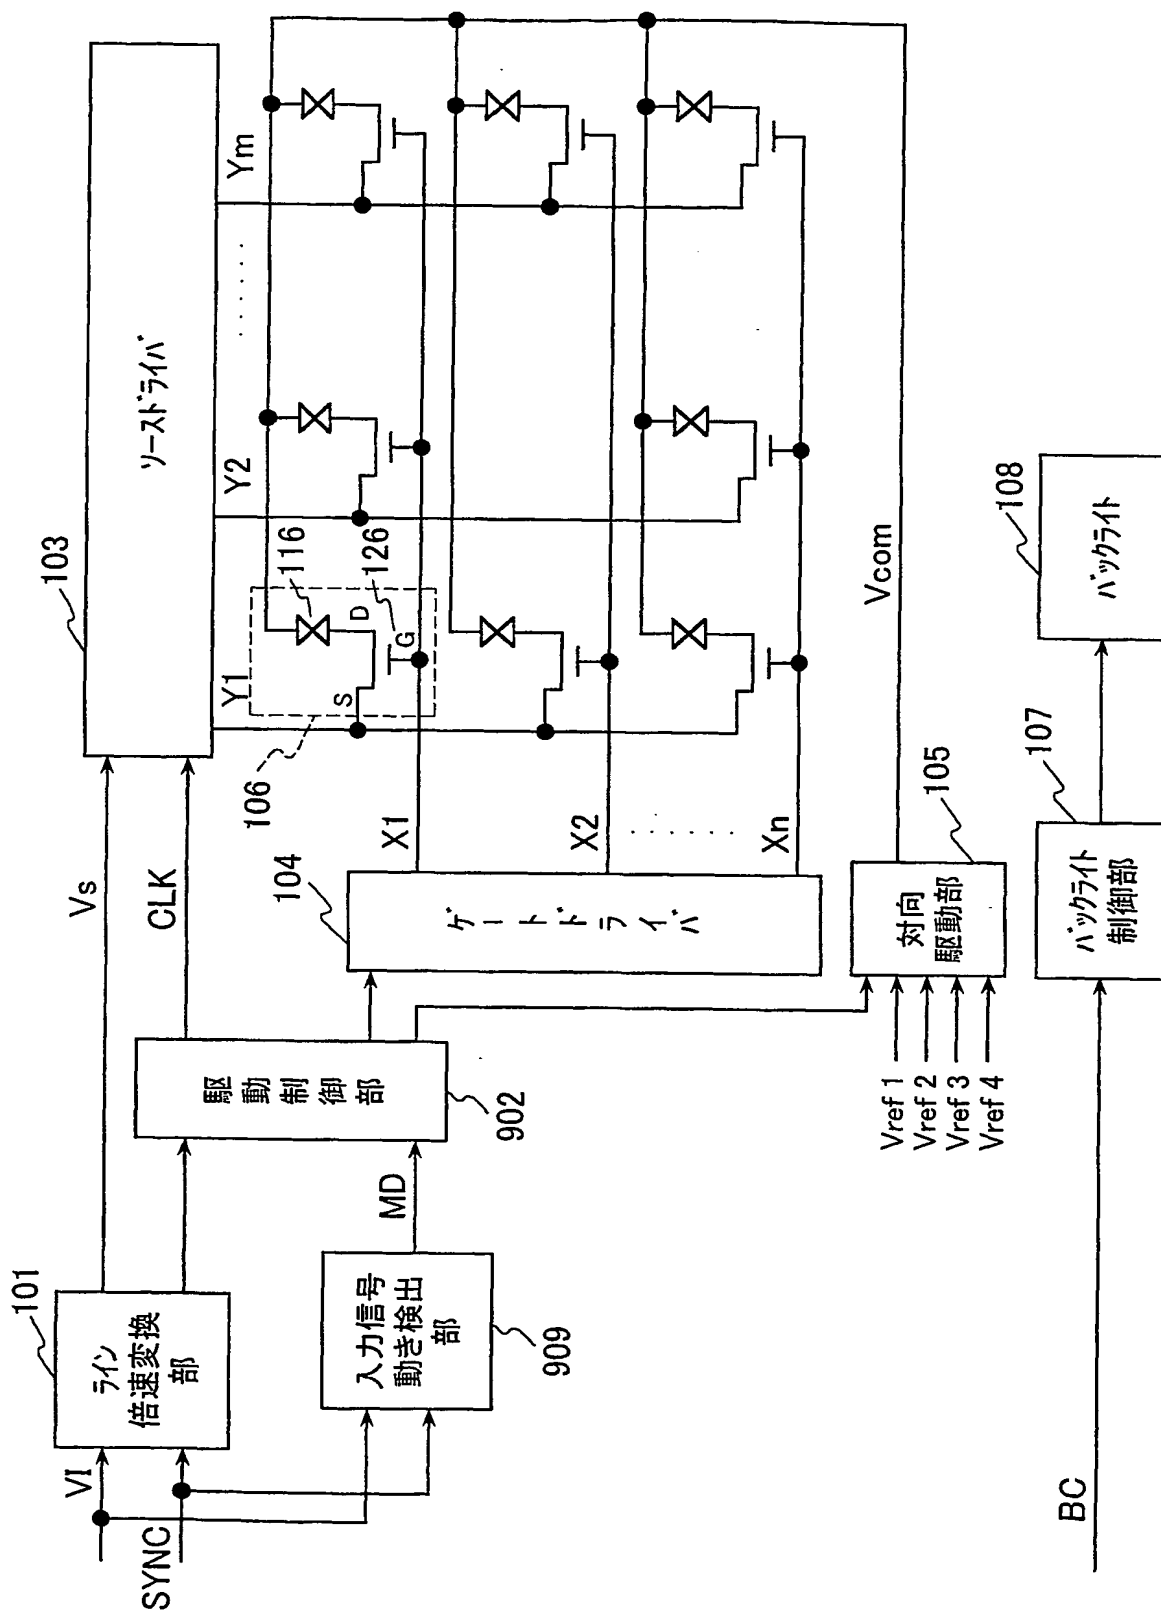 VI
SYNC
101
ライン
倍速変換
部
入力信号
動き検出
部
909
MD
駆動制御部
902
Vs
CLK
103
ソースドライバ
104
ゲートドライバ
106
X1
X2
······
Xn
Y1
Y2
······
Ym
116
126
S
D
G
Vcom
105
対向
駆動部
Vref 1
Vref 2
Vref 3
Vref 4
BC
107
バックライト
制御部
108
バックライト